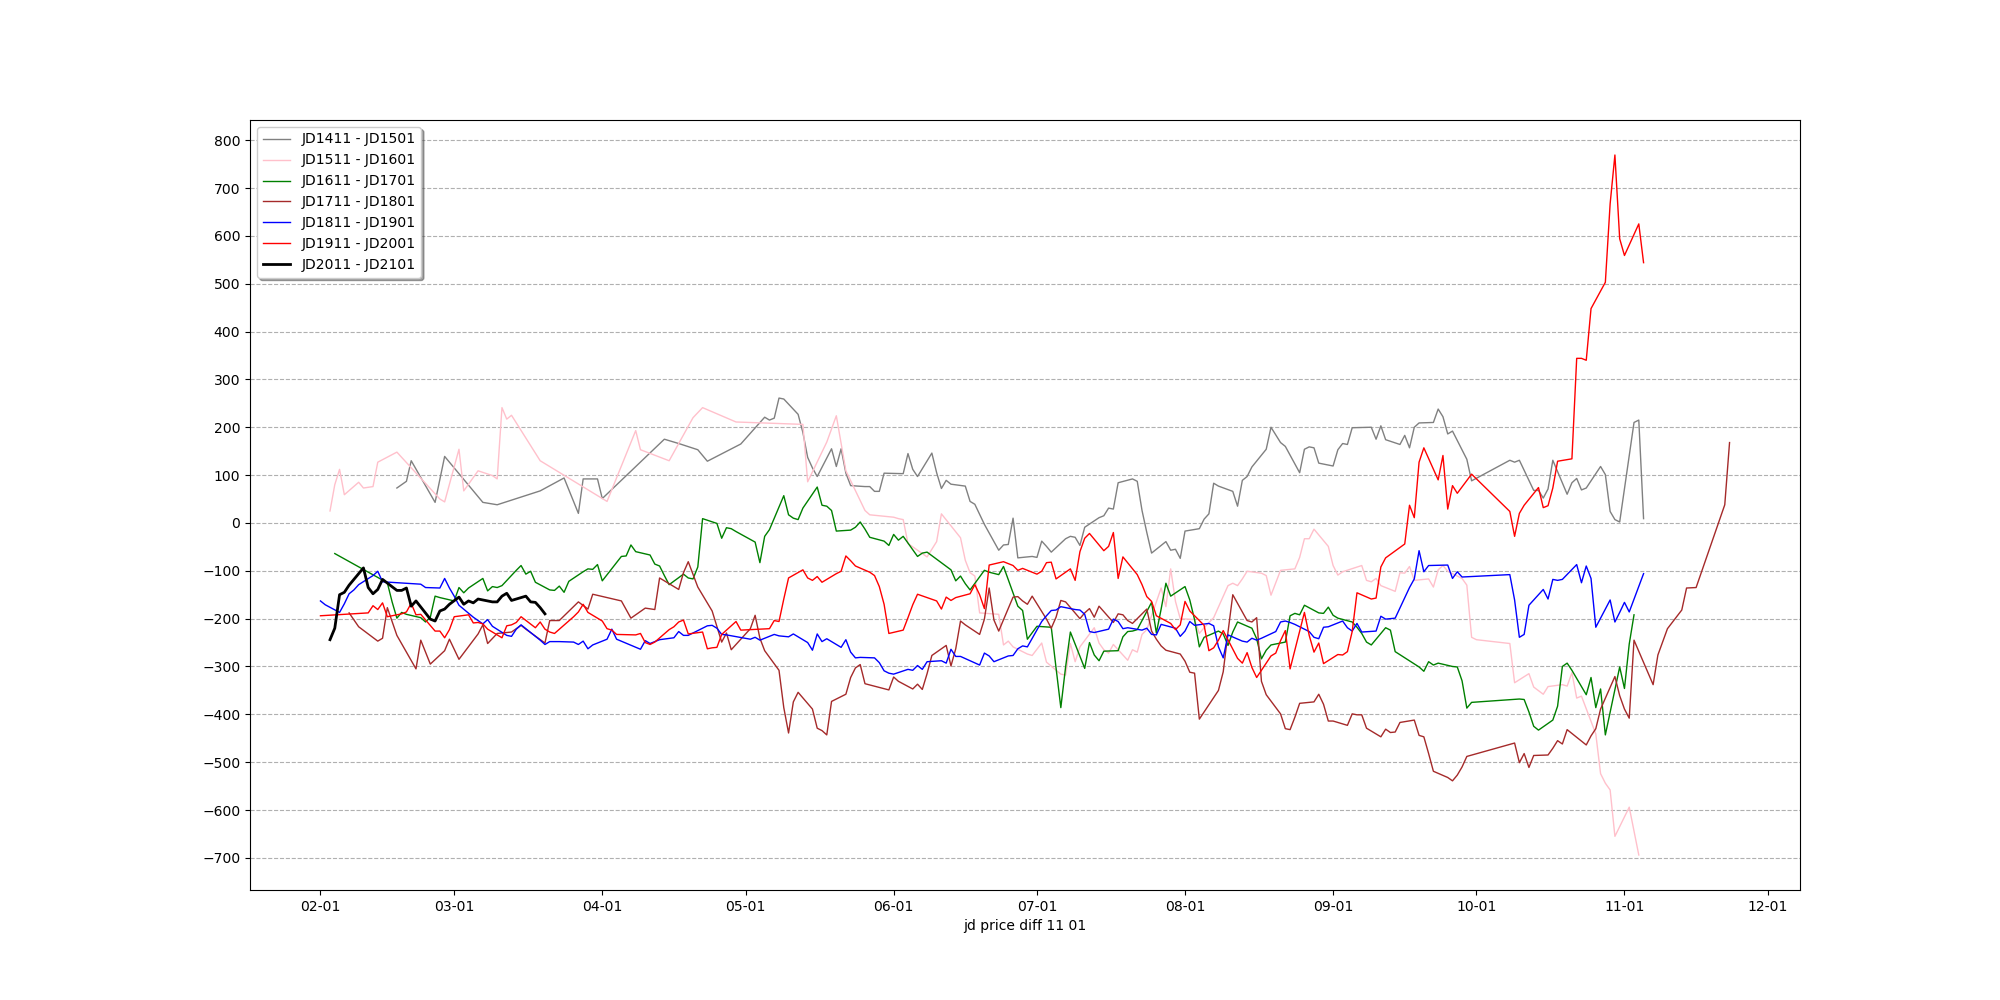 JD1411 - JD1501
JD1511 - JD1601
JD1611 - JD1701
JD1711 - JD1801
JD1811 - JD1901
JD1911 - JD2001
JD2011 - JD2101
800
700
600
500
400
300
200
100
0
−100
−200
−300
−400
−500
−600
−700
02-01 03-01 04-01 05-01 06-01 07-01 08-01 09-01 10-01 11-01 12-01
jd price diff 11 01